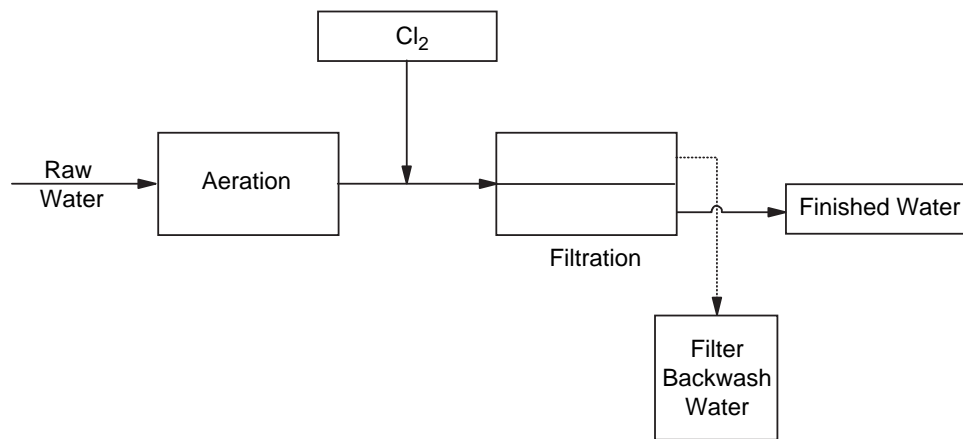 Cl₂
Raw
Water
Aeration
Filtration
Finished Water
Filter
Backwash
Water